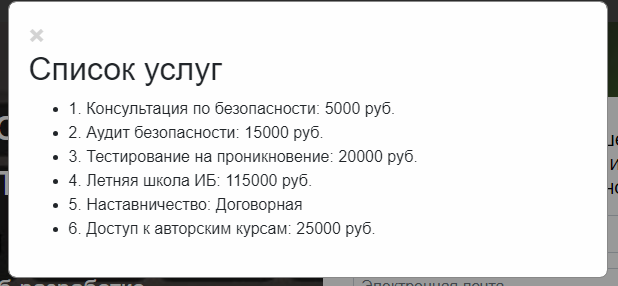 Список услуг
1. Консультация по безопасности: 5000 руб.
2. Аудит безопасности: 15000 руб.
3. Тестирование на проникновение: 20000 руб.
4. Летняя школа ИБ: 115000 руб.
5. Наставничество: Договорная
6. Доступ к авторским курсам: 25000 руб.